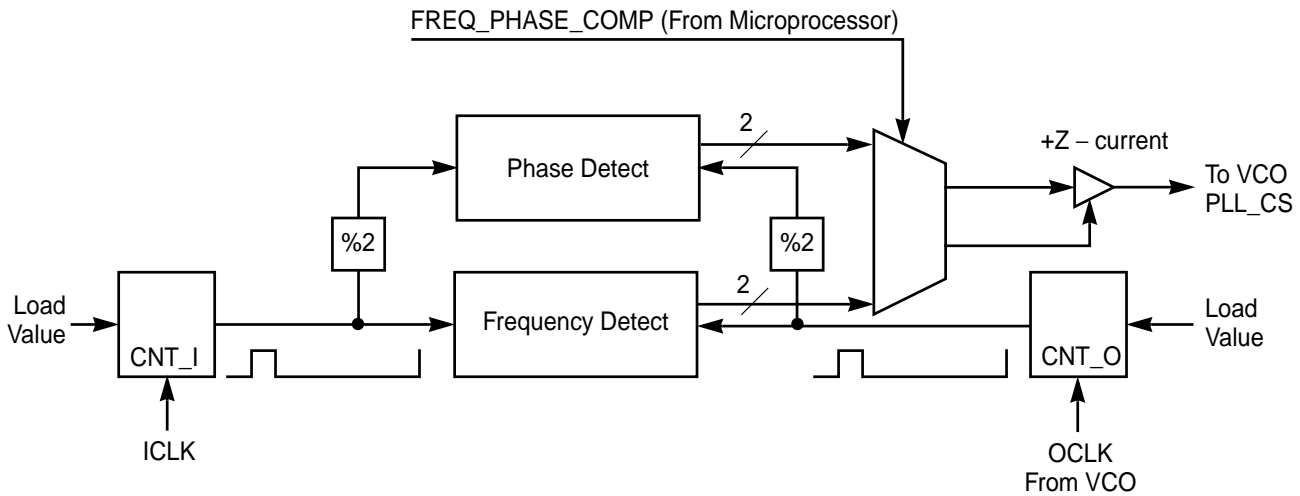 FREQ_PHASE_COMP (From Microprocessor)
2
+Z – current
Phase Detect
To VCO
PLL_CS
%2
%2
2
Load
Value
Frequency Detect
Load
Value
CNT_I
CNT_O
ICLK
OCLK
From VCO